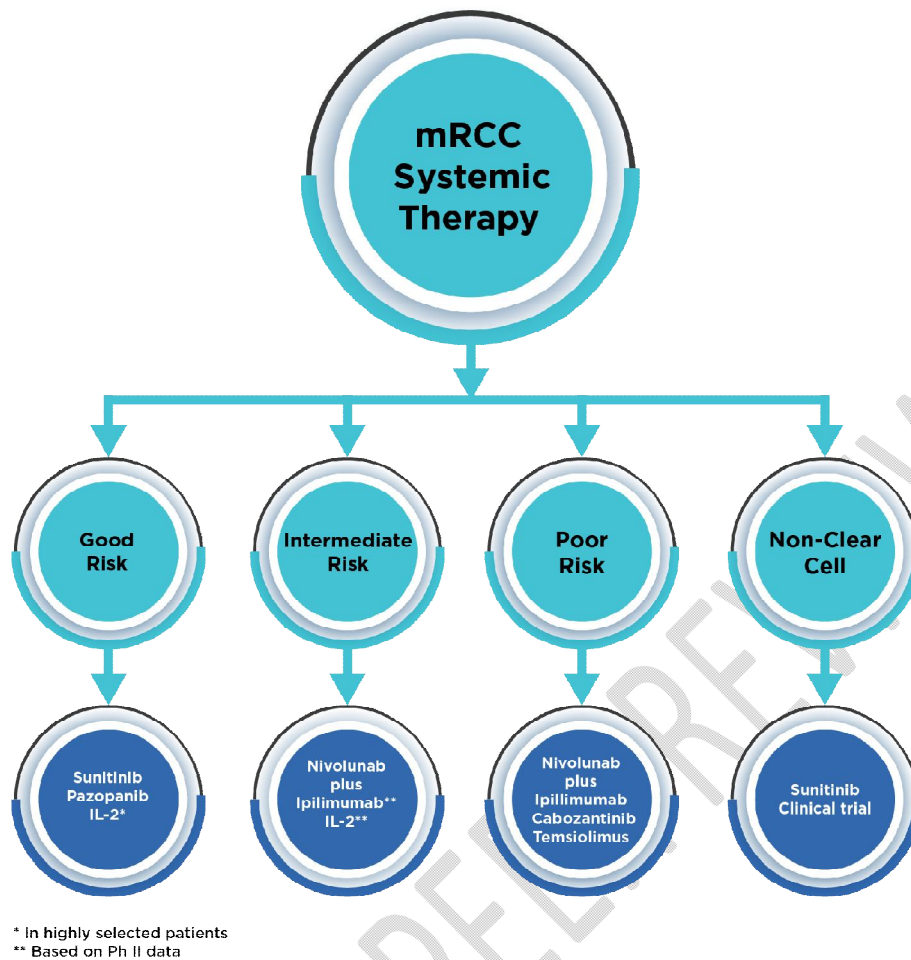 mRCC
Systemic
Therapy
Good
Risk
Intermediate
Risk
Poor
Risk
Non-Clear
Cell
Sunitinib
Pazopanib
IL-2*
Nivolunab
plus
Ipilimumab**
IL-2**
Nivolunab
plus
Ipillimumab
Cabozantinib
Temsiolimus
Sunitinib
Clinical trial
* In highly selected patients
** Based on Ph II data